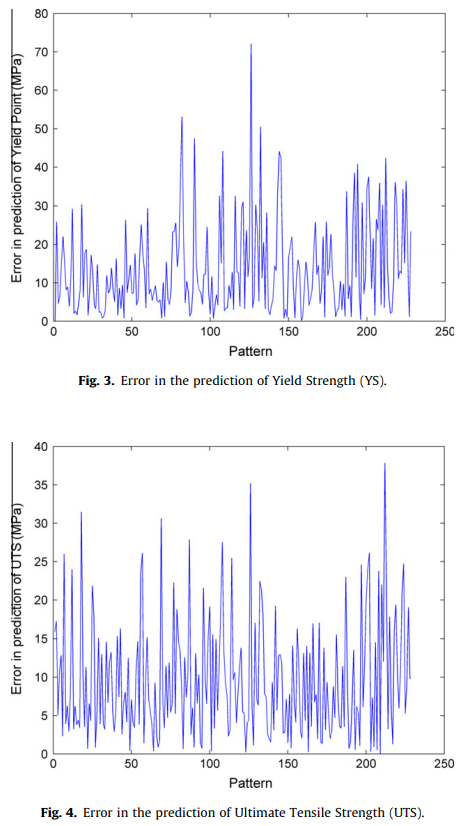 80
70
60
50
40
30
20
10
0
Error in prediction of Yield Point (MPa)
0 50 100 150 200 250
Pattern
Fig. 3. Error in the prediction of Yield Strength (YS).
40
35
30
25
20
15
10
5
0
Error in prediction of UTS (MPa)
0 50 100 150 200 250
Pattern
Fig. 4. Error in the prediction of Ultimate Tensile Strength (UTS).